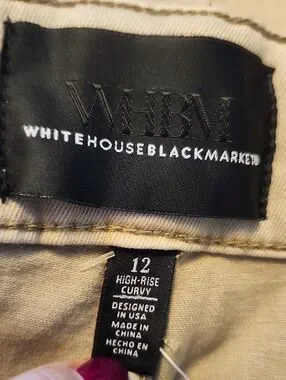 WHBM
WHITEHOUSEBLACKMARKET®
12
HIGH-RISE
CURVY
DESIGNED
IN USA
MADE IN
CHINA
HECHO EN
CHINA